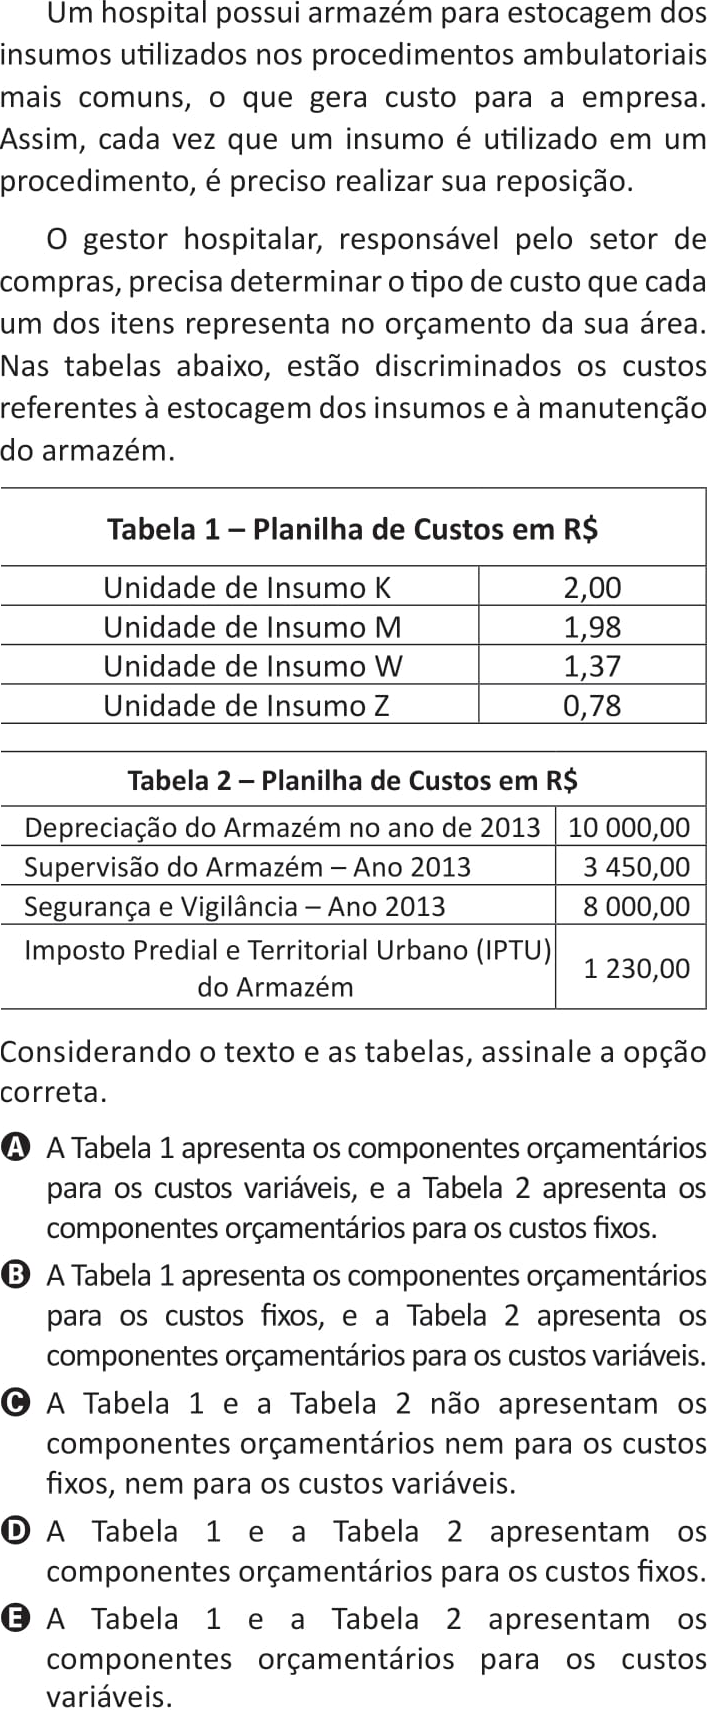 Um hospital possui armazém para estocagem dos
insumos utilizados nos procedimentos ambulatoriais
mais comuns, o que gera custo para a empresa.
Assim, cada vez que um insumo é utilizado em um
procedimento, é preciso realizar sua reposição.
O gestor hospitalar, responsável pelo setor de
compras, precisa determinar o tipo de custo que cada
um dos itens representa no orçamento da sua área.
Nas tabelas abaixo, estão discriminados os custos
referentes à estocagem dos insumos e à manutenção
do armazém.
Tabela 1 – Planilha de Custos em R$
Unidade de Insumo K 2,00
Unidade de Insumo M 1,98
Unidade de Insumo W 1,37
Unidade de Insumo Z 0,78
Tabela 2 – Planilha de Custos em R$
Depreciação do Armazém no ano de 2013 10 000,00
Supervisão do Armazém – Ano 2013 3 450,00
Segurança e Vigilância – Ano 2013 8 000,00
Imposto Predial e Territorial Urbano (IPTU)
do Armazém 1 230,00
Considerando o texto e as tabelas, assinale a opção
correta.
A A Tabela 1 apresenta os componentes orçamentários
para os custos variáveis, e a Tabela 2 apresenta os
componentes orçamentários para os custos fixos.
B A Tabela 1 apresenta os componentes orçamentários
para os custos fixos, e a Tabela 2 apresenta os
componentes orçamentários para os custos variáveis.
C A Tabela 1 e a Tabela 2 não apresentam os
componentes orçamentários nem para os custos
fixos, nem para os custos variáveis.
D A Tabela 1 e a Tabela 2 apresentam os
componentes orçamentários para os custos fixos.
E A Tabela 1 e a Tabela 2 apresentam os
componentes orçamentários para os custos
variáveis.